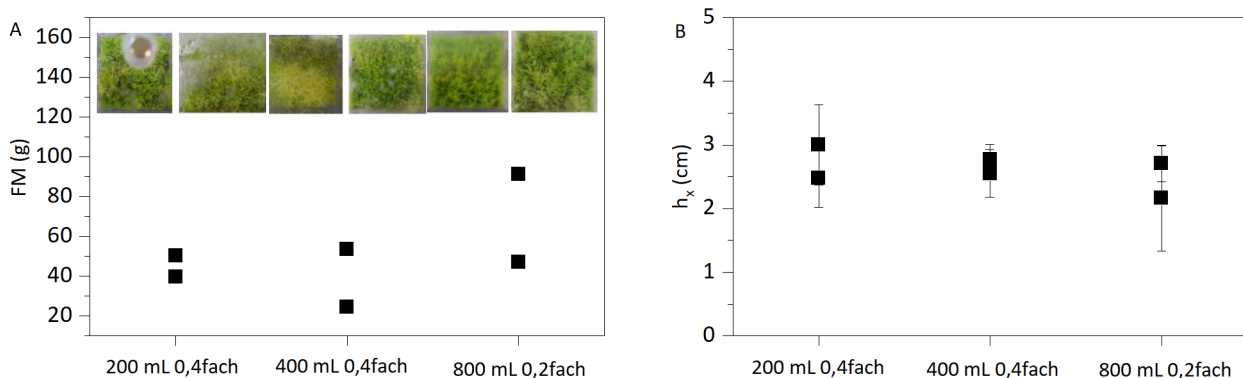 A
FM (g)
160
140
120
100
80
60
40
20
200 mL 0,4fach
400 mL 0,4fach
800 mL 0,2fach
B
hx (cm)
5
4
3
2
1
0
200 mL 0,4fach
400 mL 0,4fach
800 mL 0,2fach